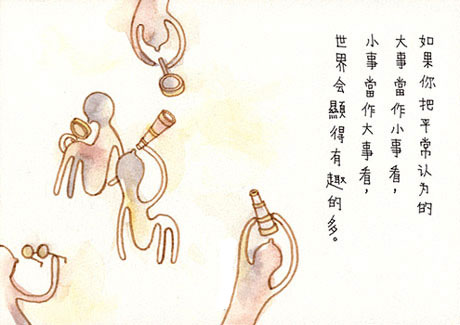 如果你把平常认为的
大事當作小事看，
小事當作大事看，
世界会顯得有趣的多。